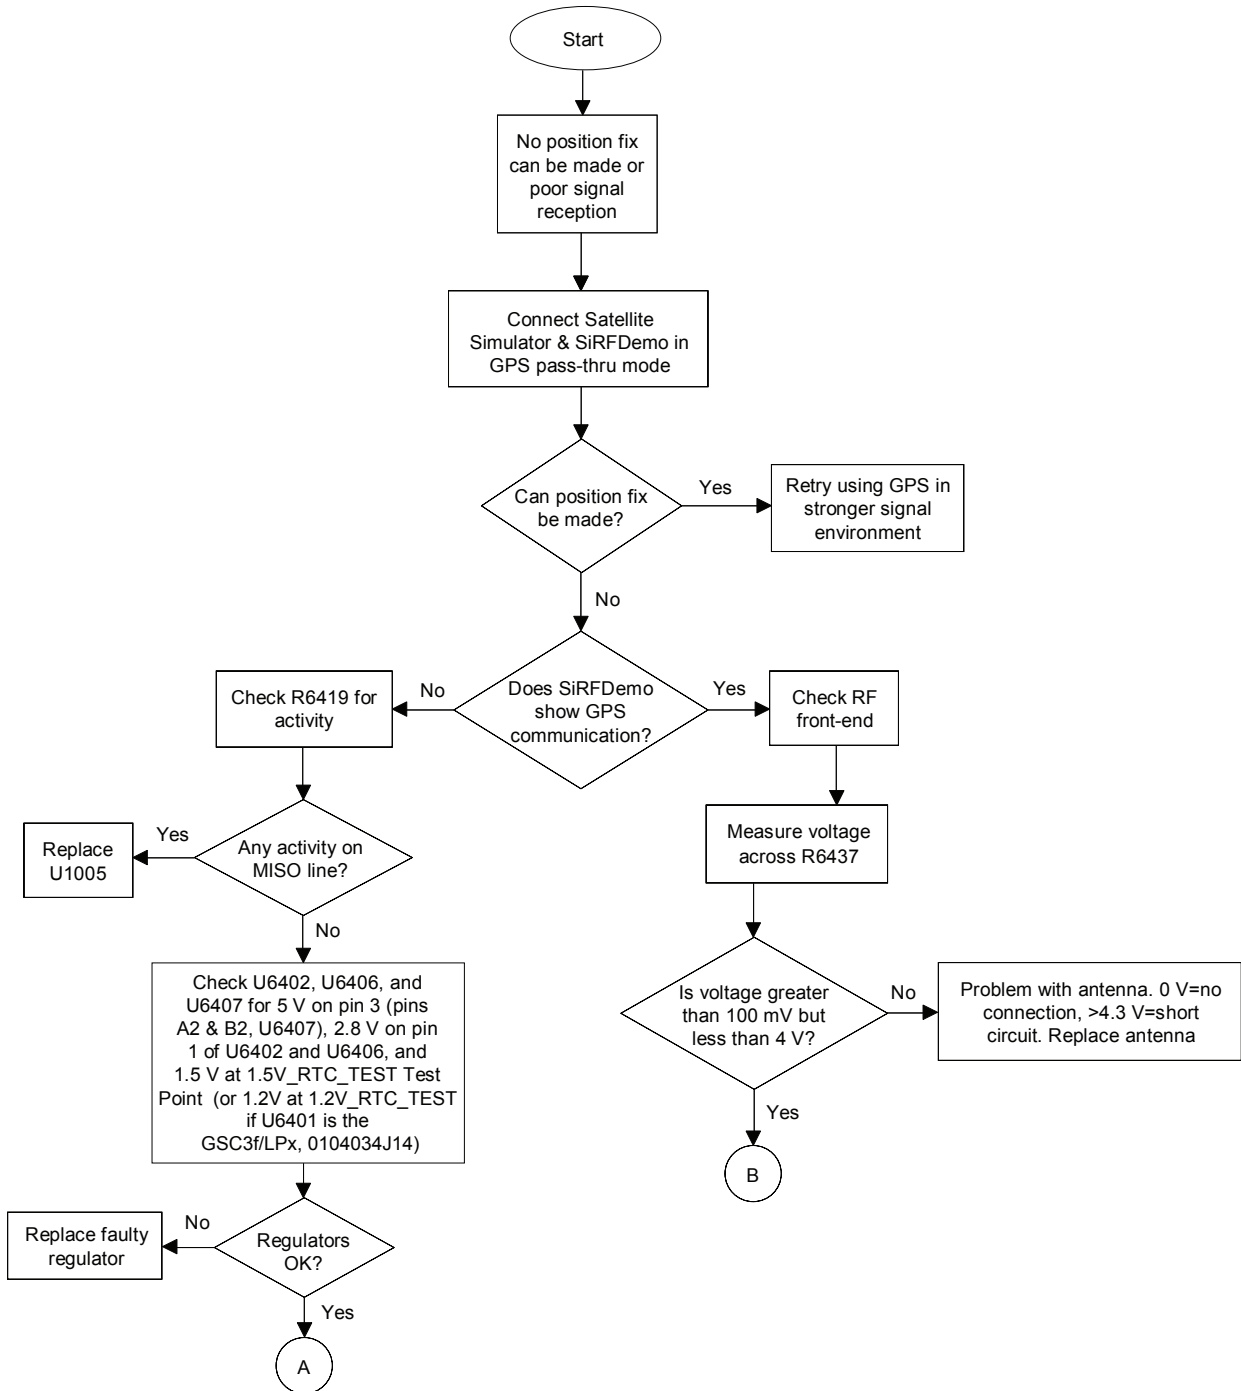 Start
No position fix
can be made or
poor signal
reception
Connect Satellite
Simulator & SiRFDemo in
GPS pass-thru mode
Can position fix
be made?
Yes
Retry using GPS in
stronger signal
environment
No
Does SiRFDemo
show GPS
communication?
No
Check R6419 for
activity
Yes
Check RF
front-end
Any activity on
MISO line?
Yes
Replace
U1005
Measure voltage
across R6437
No
Check U6402, U6406, and
U6407 for 5 V on pin 3 (pins
A2 & B2, U6407), 2.8 V on pin
1 of U6402 and U6406, and
1.5 V at 1.5V_RTC_TEST Test
Point (or 1.2V at 1.2V_RTC_TEST
if U6401 is the
GSC3f/LPx, 0104034J14)
Is voltage greater
than 100 mV but
less than 4 V?
No
Problem with antenna. 0 V=no
connection, >4.3 V=short
circuit. Replace antenna
Yes
B
Regulators
OK?
No
Replace faulty
regulator
Yes
A